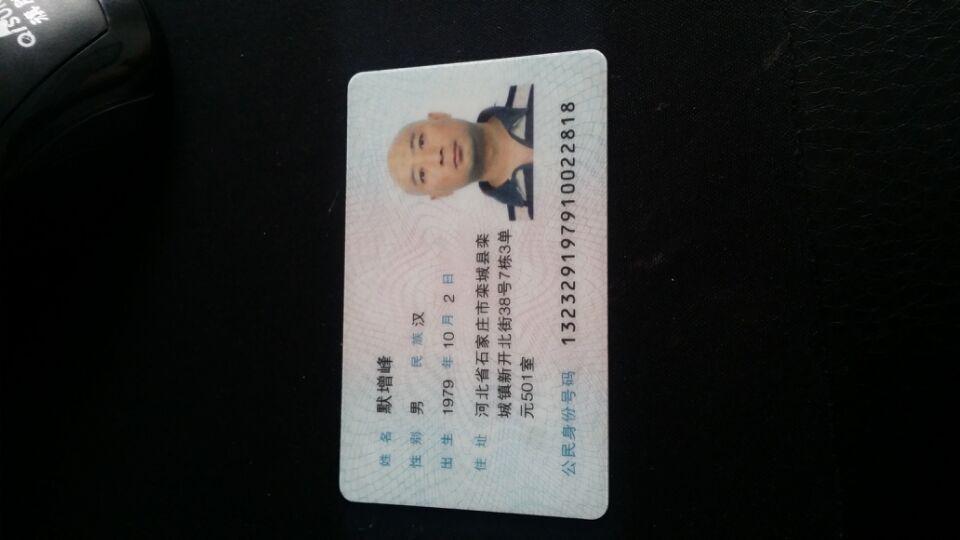 姓名 默增峰
性别 男 民族 汉
出生 1979 年 10 月 2 日
住址 河北省石家庄市栾城县栾
城镇新开北街38号7栋3单
元501室
公民身份号码 132329197910022818